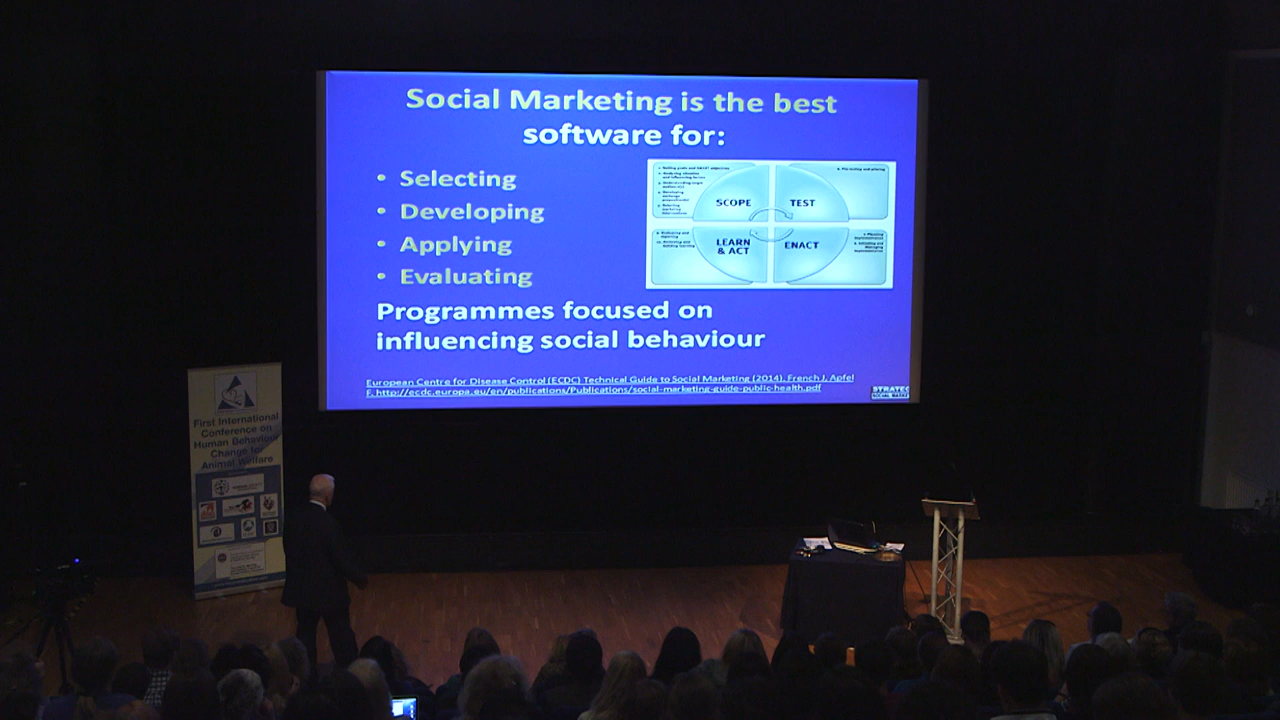 Social Marketing is the best
software for:
• Selecting
• Developing
• Applying
• Evaluating
Programmes focused on
influencing social behaviour
SCOPE
TEST
LEARN
& ACT
ENACT
European Centre for Disease Control (ECDC) Technical Guide to Social Marketing (2014). French J, Apfel
F. http://ecdc.europa.eu/en/publications/Publications/social-marketing-guide-public-health.pdf
STRATEG
SOCIAL MARKE
First International
Conference on
Human Behaviour
Change for
Animal Welfare